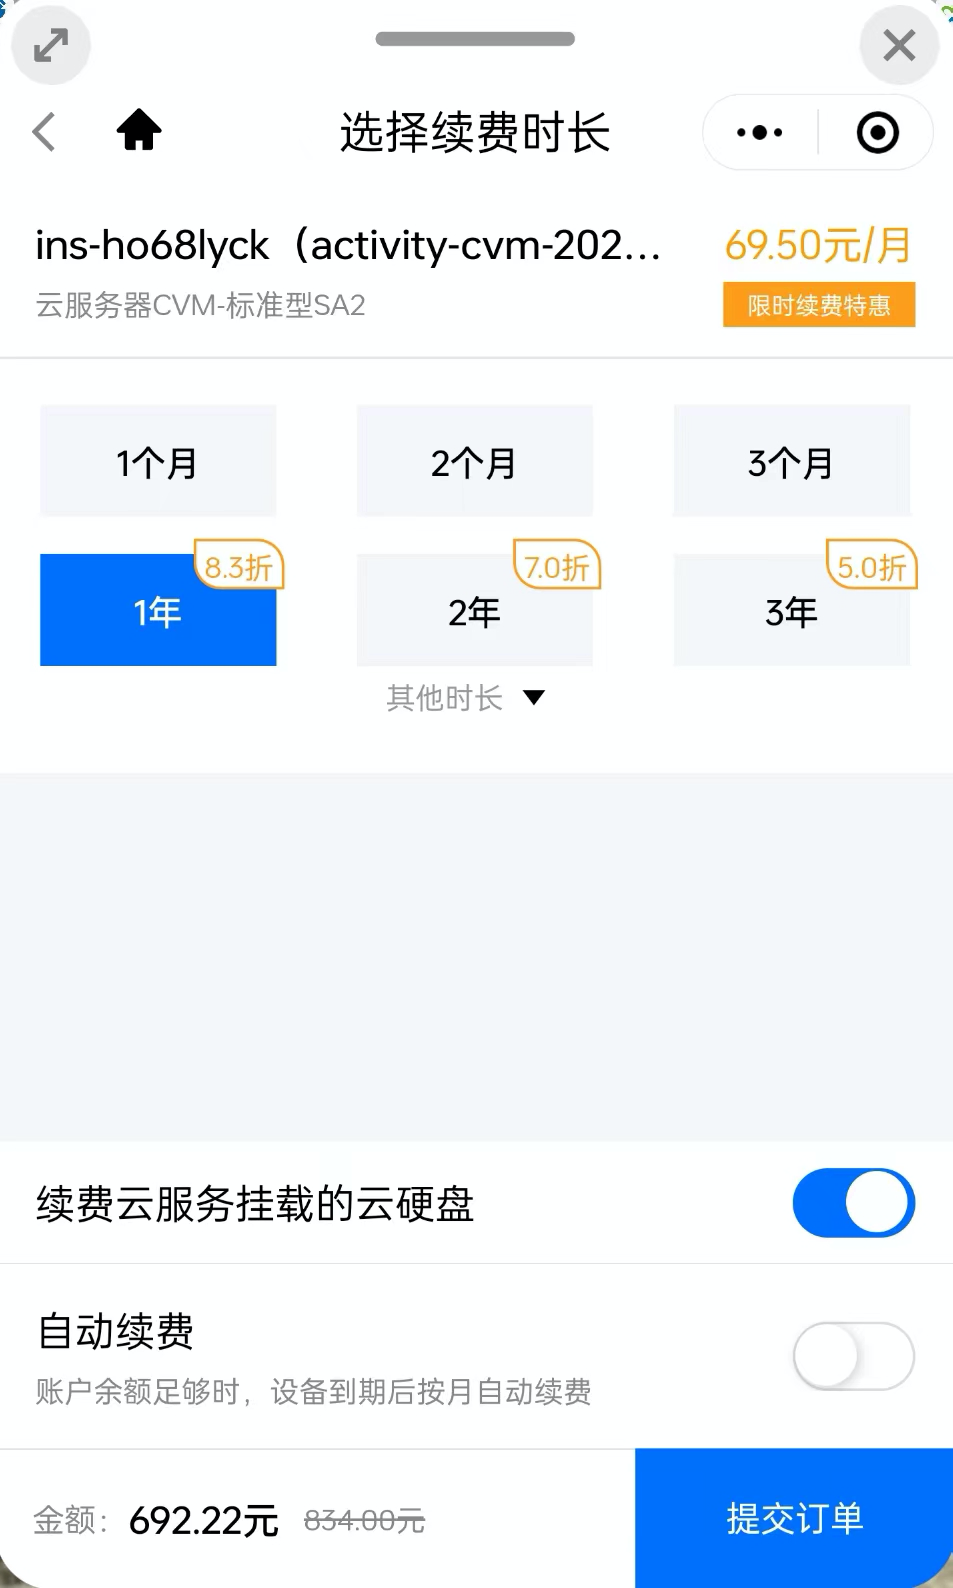 选择续费时长
ins-ho68lyck（activity-cvm-202...
69.50元/月
云服务器CVM-标准型SA2
限时续费特惠
1个月
2个月
3个月
8.3折
7.0折
5.0折
1年
2年
3年
其他时长
续费云服务挂载的云硬盘
自动续费
账户余额足够时，设备到期后按月自动续费
金额：692.22元 834.00元
提交订单